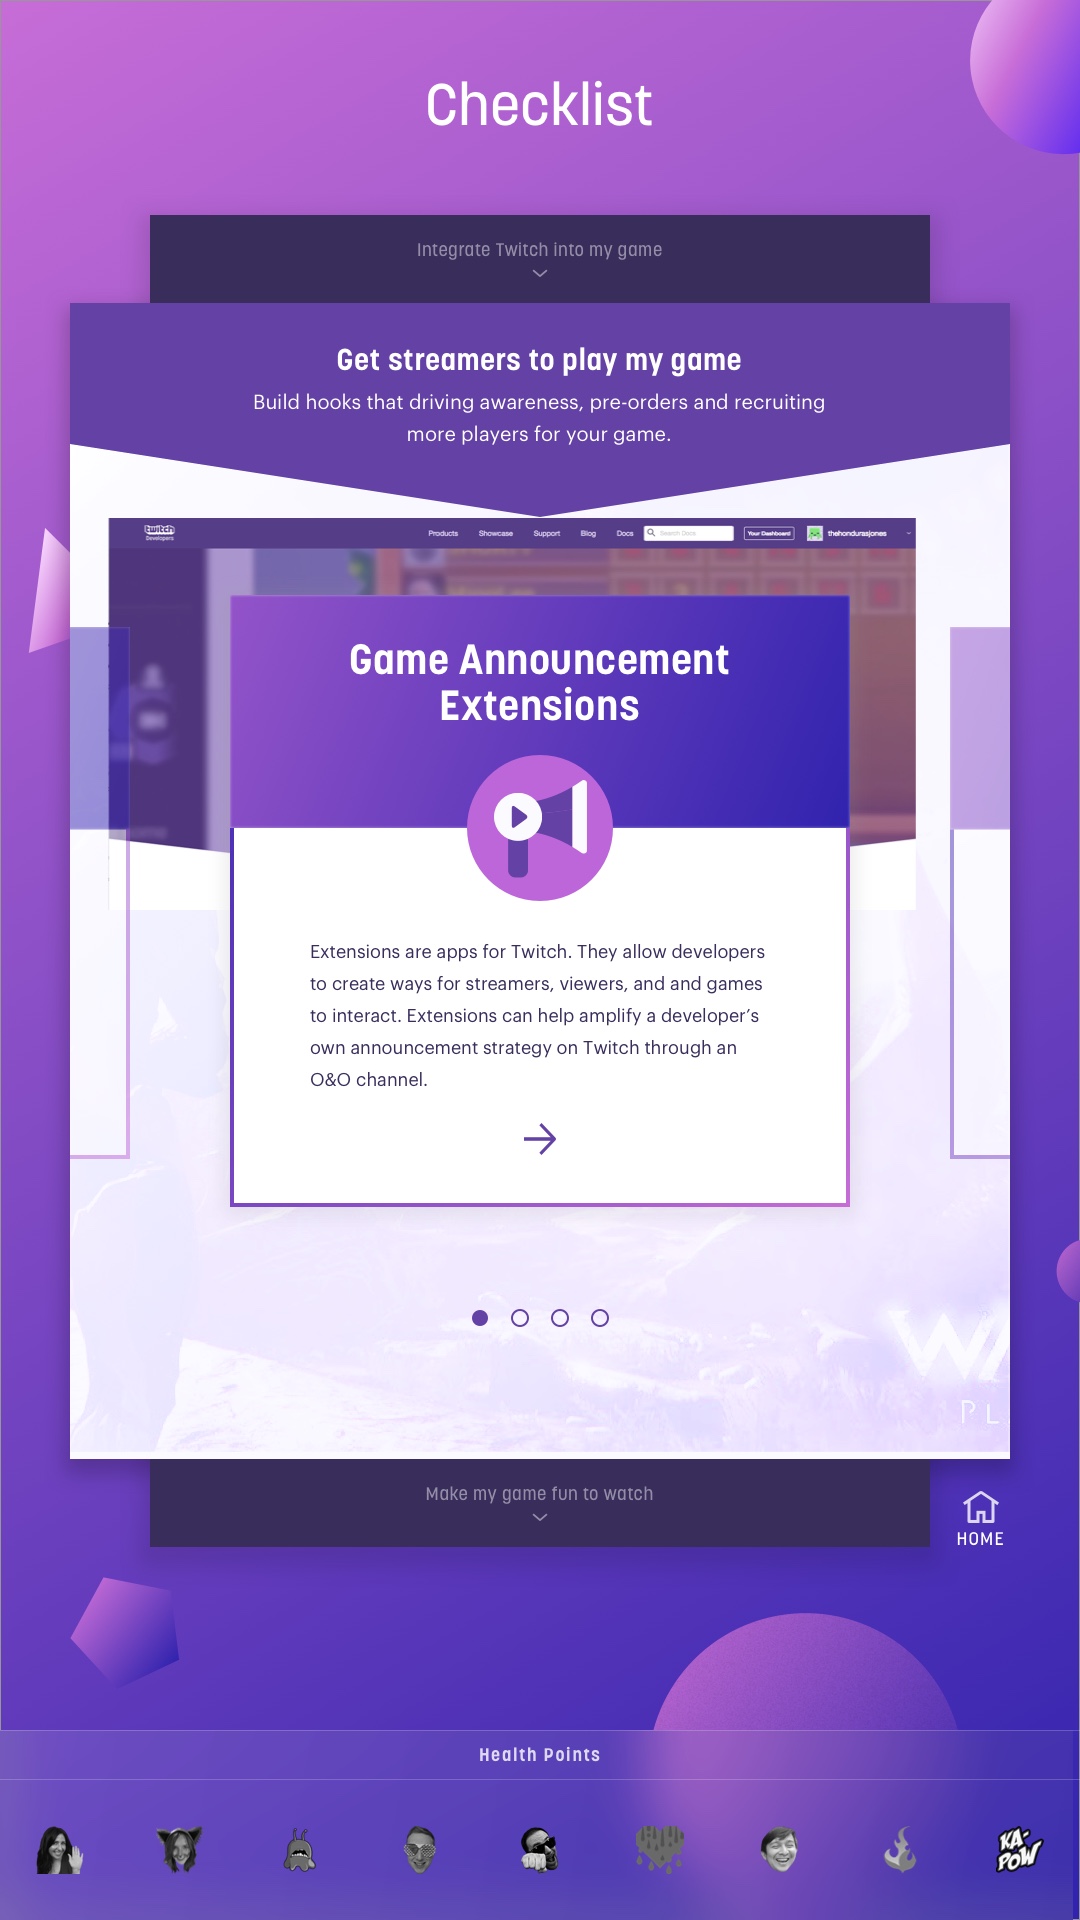 Checklist
Integrate Twitch into my game
Get streamers to play my game
Build hooks that driving awareness, pre-orders and recruiting
more players for your game.
twitch
Developers
Products Showcase Support Blog Docs Search Docs Your Dashboard thehondurasjones
Game Announcement
Extensions
Extensions are apps for Twitch. They allow developers
to create ways for streamers, viewers, and and games
to interact. Extensions can help amplify a developer’s
own announcement strategy on Twitch through an
O&O channel.
Make my game fun to watch
HOME
Health Points
KA-
POW